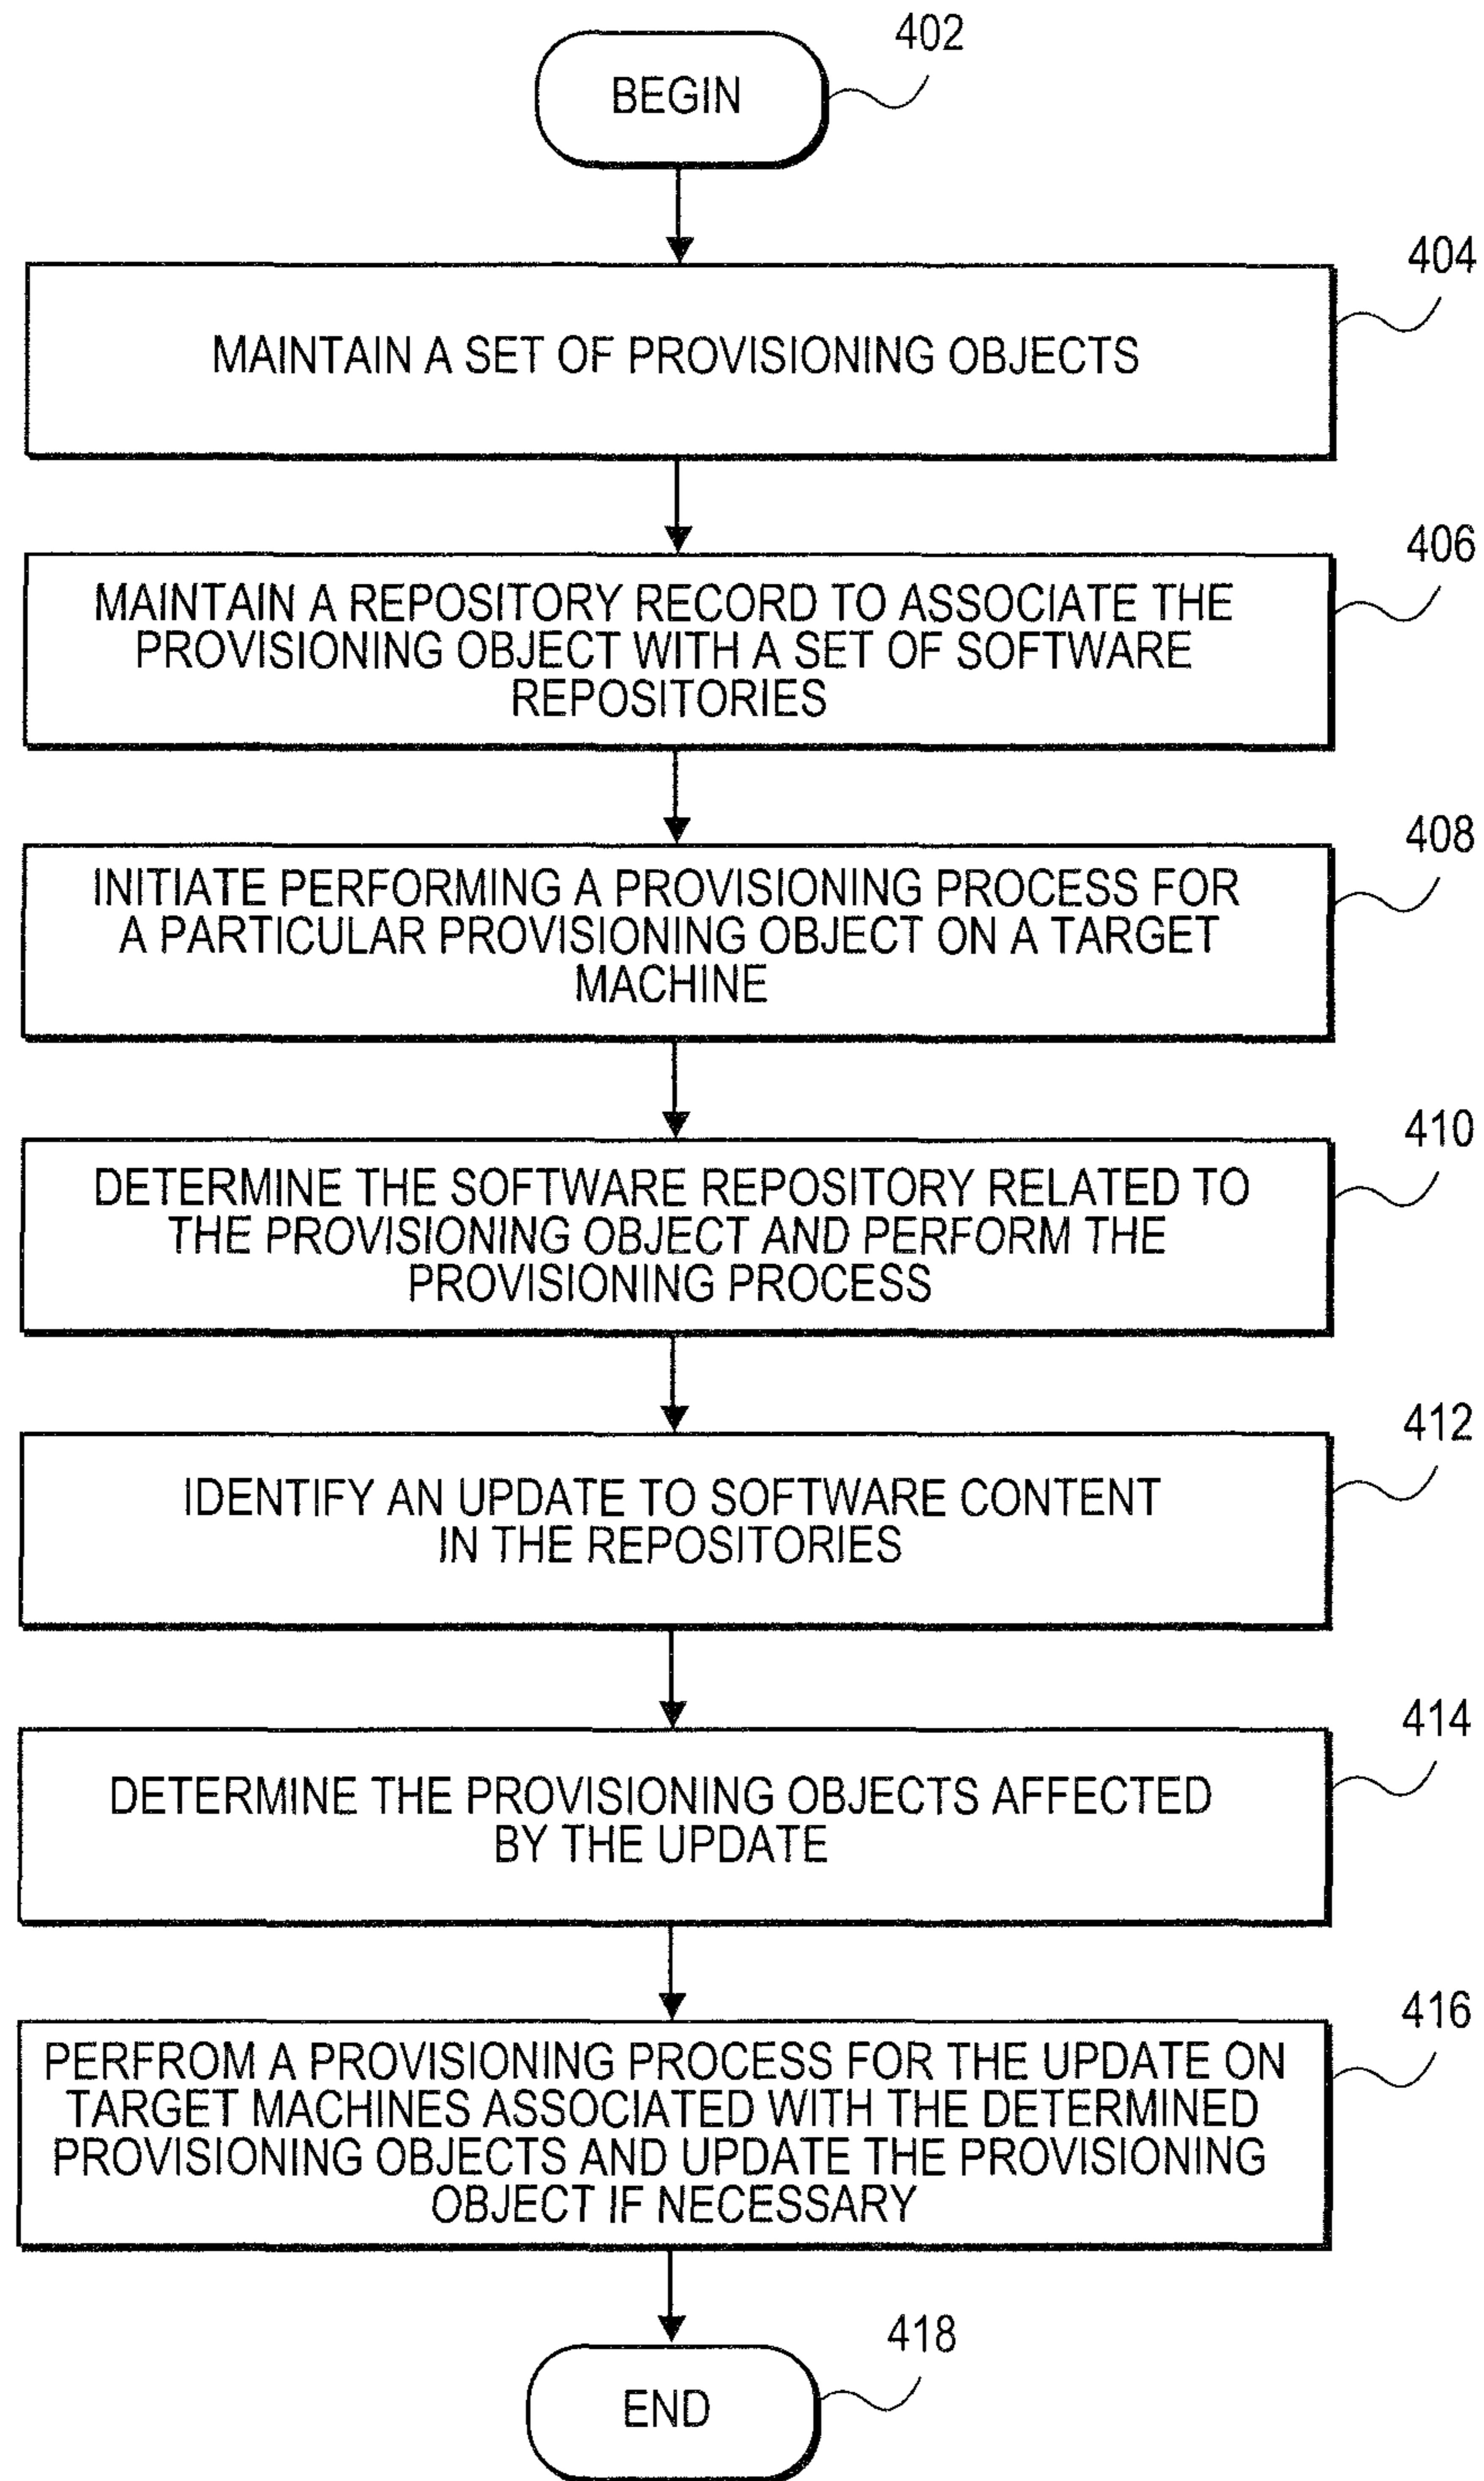 402
BEGIN
404
MAINTAIN A SET OF PROVISIONING OBJECTS
406
MAINTAIN A REPOSITORY RECORD TO ASSOCIATE THE
PROVISIONING OBJECT WITH A SET OF SOFTWARE
REPOSITORIES
408
INITIATE PERFORMING A PROVISIONING PROCESS FOR
A PARTICULAR PROVISIONING OBJECT ON A TARGET
MACHINE
410
DETERMINE THE SOFTWARE REPOSITORY RELATED TO
THE PROVISIONING OBJECT AND PERFORM THE
PROVISIONING PROCESS
412
IDENTIFY AN UPDATE TO SOFTWARE CONTENT
IN THE REPOSITORIES
414
DETERMINE THE PROVISIONING OBJECTS AFFECTED
BY THE UPDATE
416
PERFROM A PROVISIONING PROCESS FOR THE UPDATE ON
TARGET MACHINES ASSOCIATED WITH THE DETERMINED
PROVISIONING OBJECTS AND UPDATE THE PROVISIONING
OBJECT IF NECESSARY
418
END